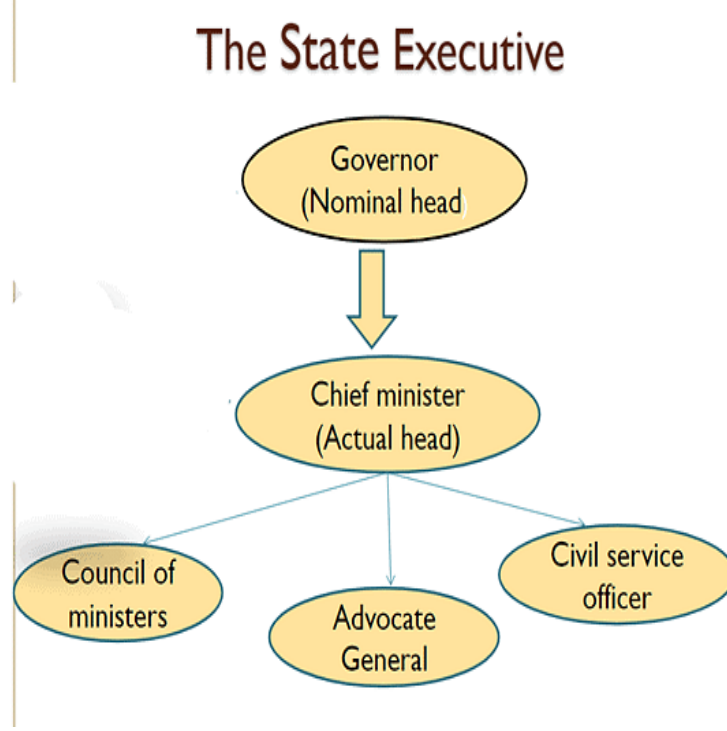 The State Executive
Governor
(Nominal head)
Chief minister
(Actual head)
Council of
ministers
Advocate
General
Civil service
officer